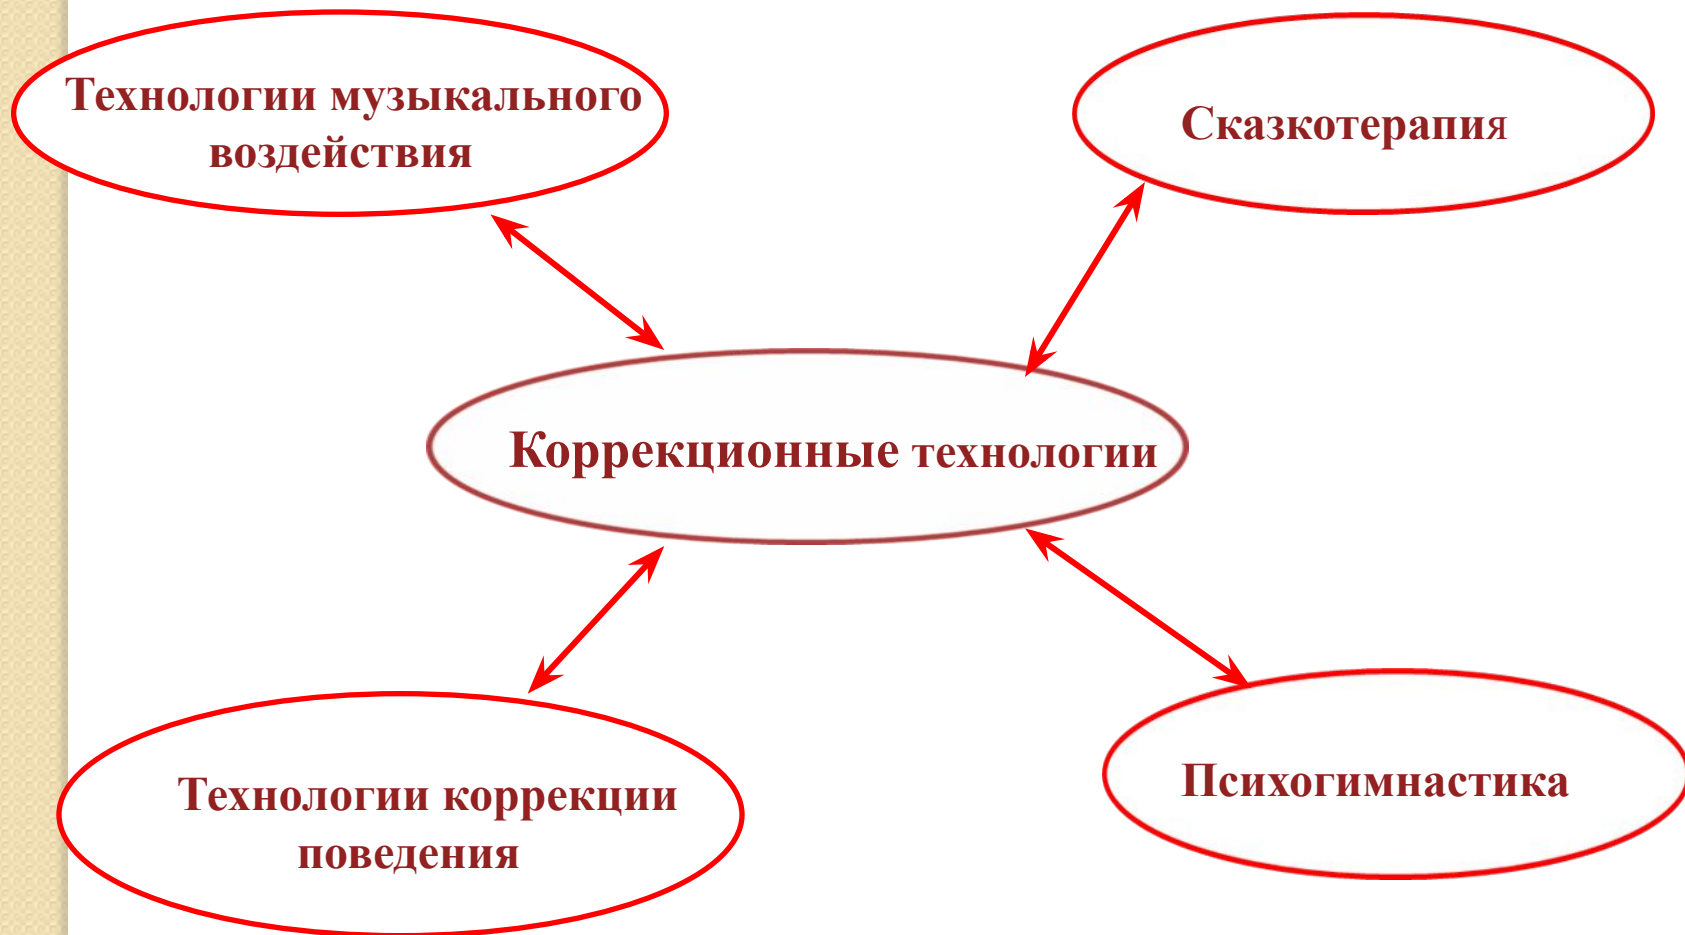 Технологии музыкального
воздействия
Сказкотерапия
Коррекционные технологии
Технологии коррекции
поведения
Психогимнастика